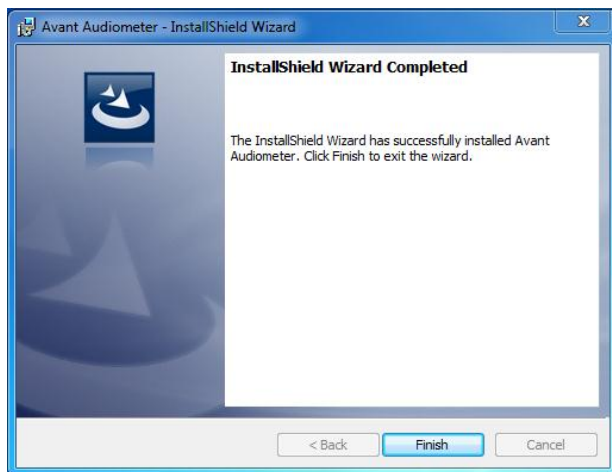 Avant Audiometer - InstallShield Wizard
InstallShield Wizard Completed
The InstallShield Wizard has successfully installed Avant
Audiometer. Click Finish to exit the wizard.
< Back
Finish
Cancel